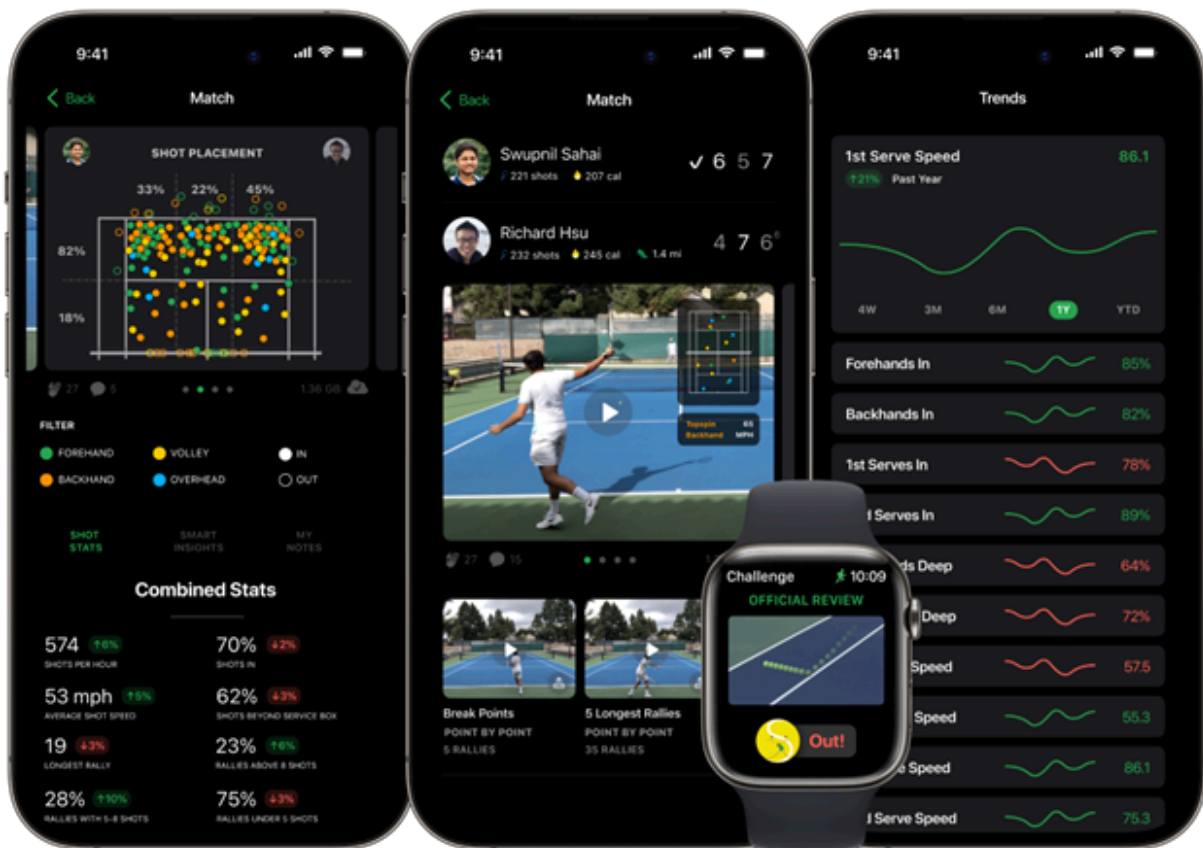 9:41
Back
Match
SHOT PLACEMENT
33% 22% 45%
82%
18%
27 5
1.36 GB
FILTER
FOREHAND VOLLEY IN
BACKHAND OVERHEAD OUT
SHOT STATS
SMART INSIGHTS
MY NOTES
Combined Stats
574 ↑6% 70% ↓2%
SHOTS PER HOUR SHOTS IN
53 mph ↑5% 62% ↓3%
AVERAGE SHOT SPEED SHOTS BEYOND SERVICE BOX
19 ↓3% 23% ↑6%
LONGEST RALLY RALLIES ABOVE 8 SHOTS
28% ↑10% 75% ↓3%
RALLIES WITH 5-8 SHOTS RALLIES UNDER 5 SHOTS
9:41
Back
Match
Swupnil Sahai ✓ 6 5 7
221 shots 207 cal
Richard Hsu 4 7 6
232 shots 245 cal 1.4 mi
Topspin 65
Backhand MPH
27 15
Break Points
POINT BY POINT
5 RALLIES
5 Longest Rallies
POINT BY POINT
35 RALLIES
Challenge 10:09
OFFICIAL REVIEW
Out!
9:41
Trends
1st Serve Speed 86.1
↑21% Past Year
4W 3M 6M 1Y YTD
Forehands In 85%
Backhands In 82%
1st Serves In 78%
Serves In 89%
Deep 64%
Deep 72%
Speed 57.5
Speed 55.3
Speed 86.1
Serve Speed 75.3